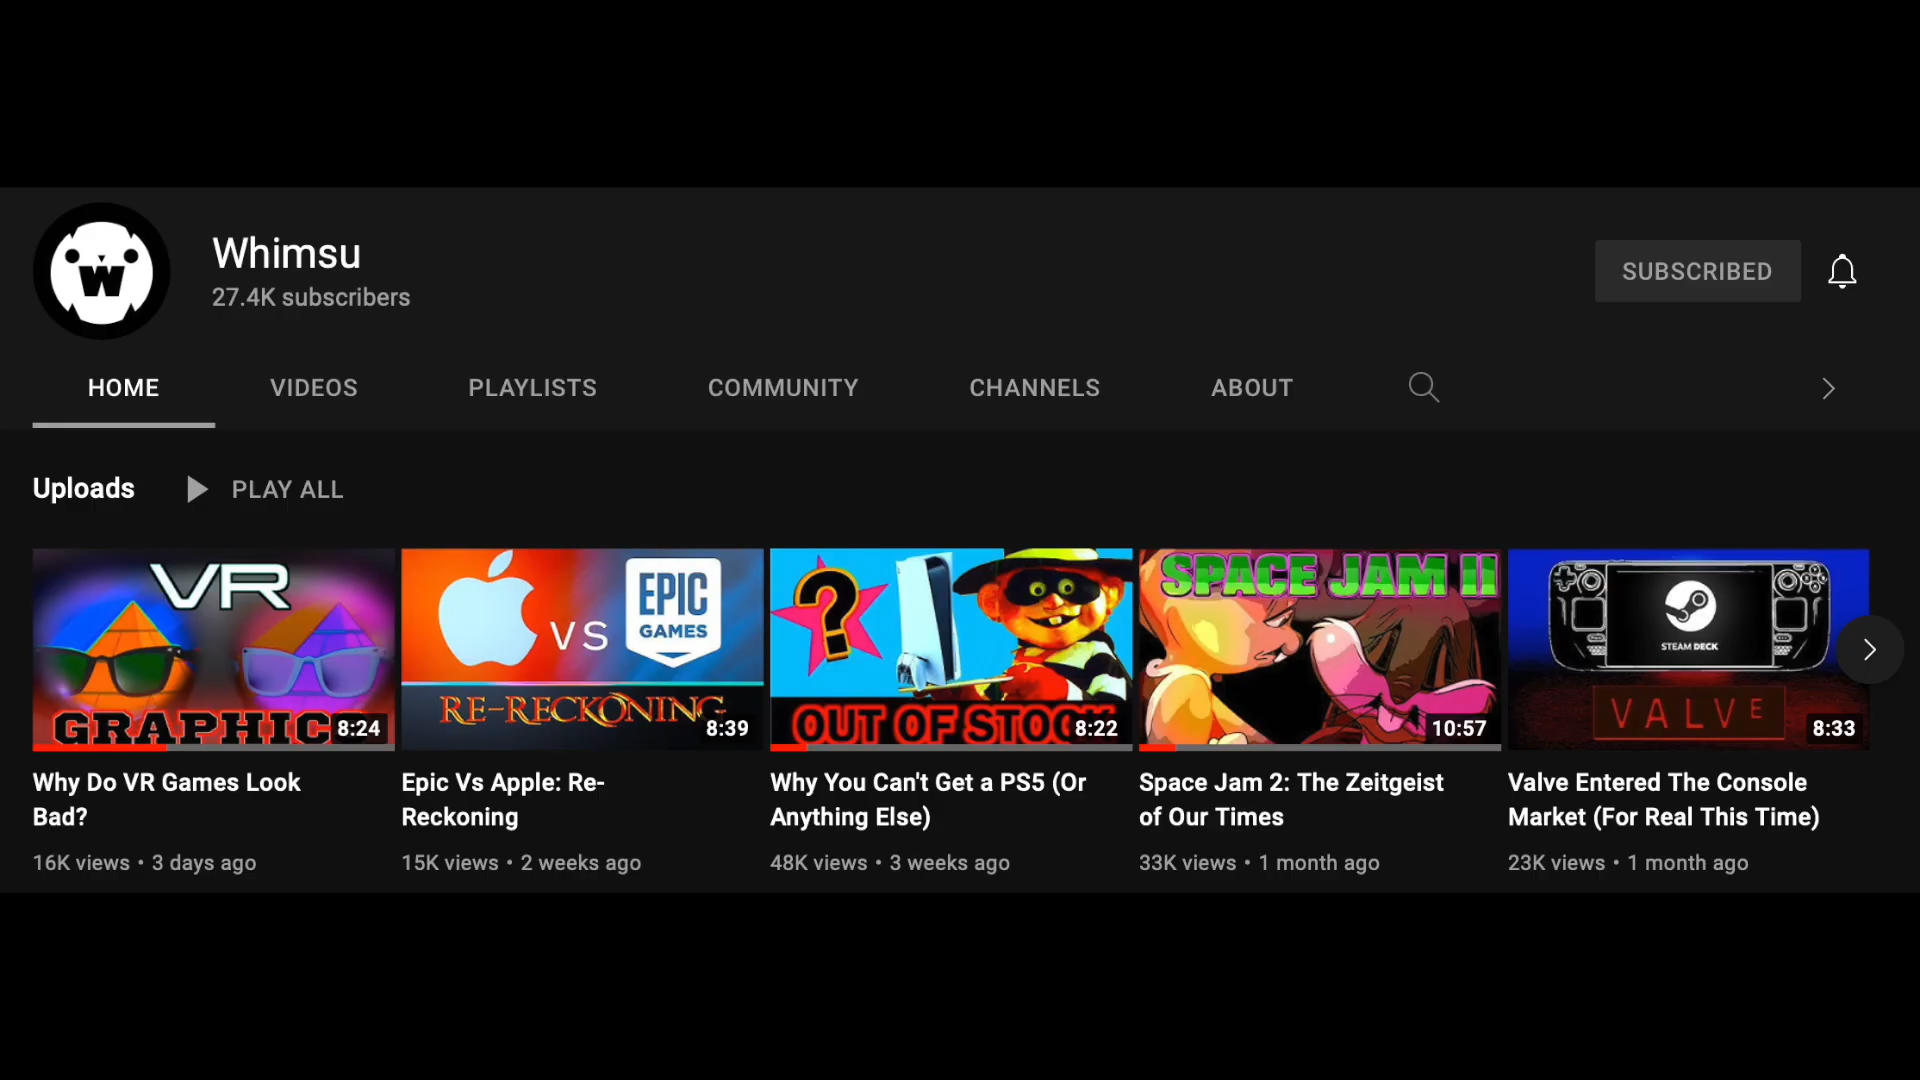 Whimsu
27.4K subscribers
SUBSCRIBED
HOME VIDEOS PLAYLISTS COMMUNITY CHANNELS ABOUT
Uploads PLAY ALL
VR
GRAPHICS
8:24
VS
EPIC
GAMES
RE-RECKONING
8:39
?
OUT OF STOCK
8:22
SPACE JAM II
10:57
STEAM DECK
VALVE
8:33
Why Do VR Games Look
Bad?
16K views • 3 days ago
Epic Vs Apple: Re-
Reckoning
15K views • 2 weeks ago
Why You Can't Get a PS5 (Or
Anything Else)
48K views • 3 weeks ago
Space Jam 2: The Zeitgeist
of Our Times
33K views • 1 month ago
Valve Entered The Console
Market (For Real This Time)
23K views • 1 month ago